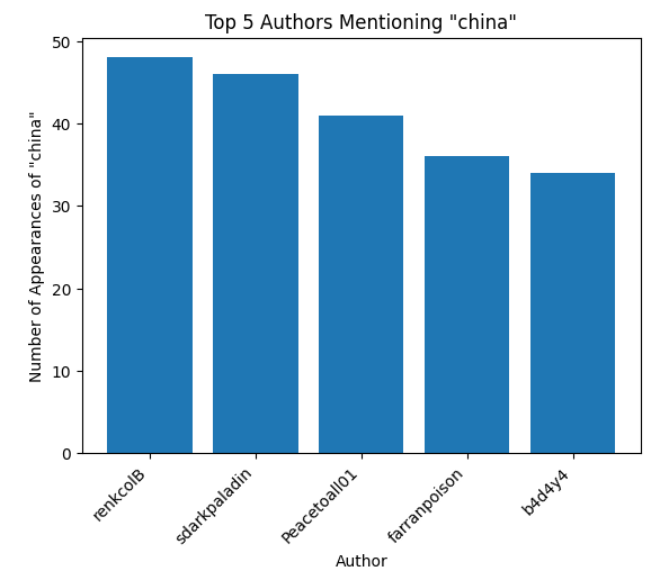 Top 5 Authors Mentioning "china"
Number of Appearances of "china"
50
40
30
20
10
0
renkcolB
sdarkpaladin
Peacetoall01
farranpoison
b4d4y4
Author